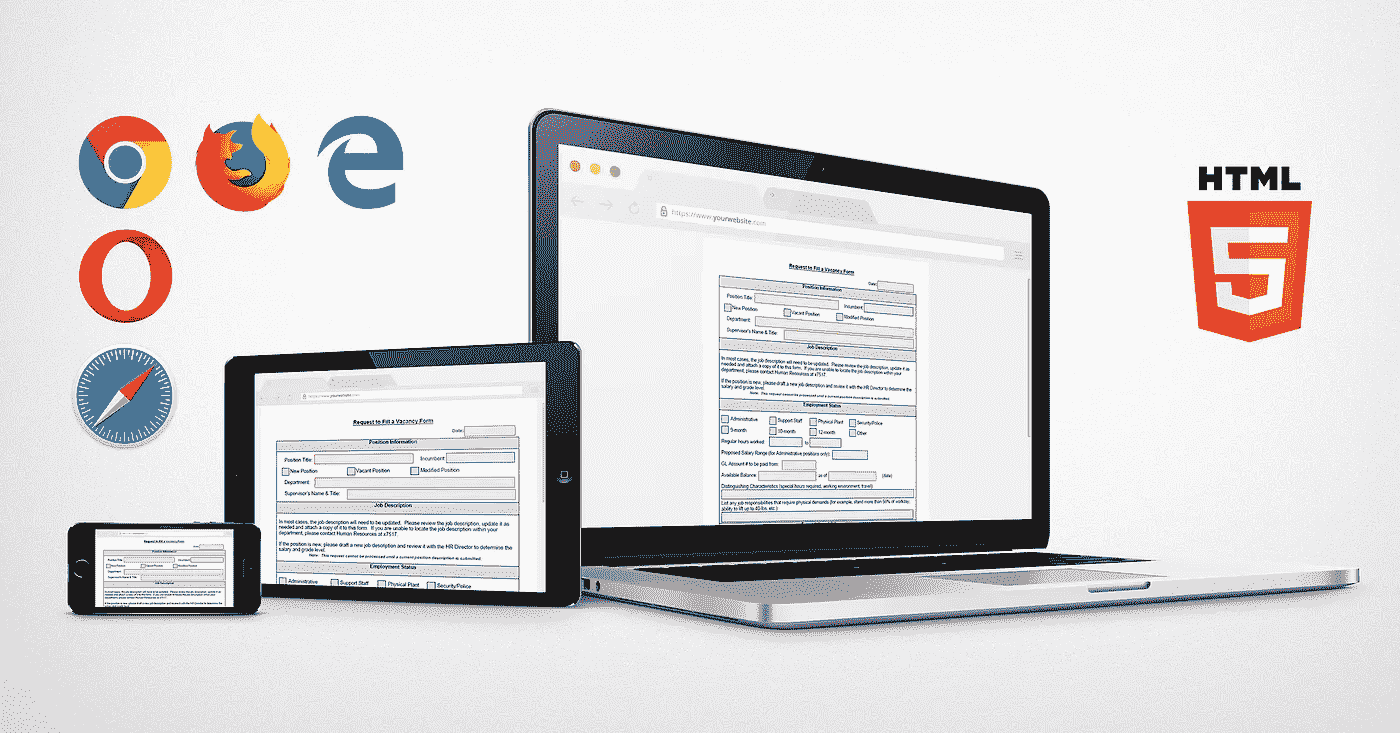 HTML
5
https://www.yourwebsite.com
Request to Fill a Vacancy Form
Date:
Position Information
Position Title: Incumbent:
New Position Vacant Position Modified Position
Department:
Supervisor's Name & Title:
Job Description
In most cases, the job description will need to be updated. Please review the job description, update it as
needed and attach a copy of it to this form. If you are unable to locate the job description within your
department, please contact Human Resources at x7517.
If the position is new, please draft a new job description and review it with the HR Director to determine the
salary and grade level.
Note: This request cannot be processed until a current position description is submitted.
Employment Status
Administrative Support Staff Physical Plant Security/Police
9-month 10-month 12-month Other
Regular hours worked: to
Proposed Salary Range (for Administrative positions only):
GL Account # to be paid from:
Available Balance: as of (date)
Distinguishing Characteristics (special hours required, working environment, travel)
List any job responsibilities that require physical demands (for example, stand more than 50% of workday,
ability to lift up to 40 lbs, etc.)
https://www.yourwebsite.com
Request to Fill a Vacancy Form
Date:
Position Information
Position Title: Incumbent:
New Position Vacant Position Modified Position
Department:
Supervisor's Name & Title:
Job Description
In most cases, the job description will need to be updated. Please review the job description, update it as
needed and attach a copy of it to this form. If you are unable to locate the job description within your
department, please contact Human Resources at x7517.
If the position is new, please draft a new job description and review it with the HR Director to determine the
salary and grade level.
Note: This request cannot be processed until a current position description is submitted.
Employment Status
Administrative Support Staff Physical Plant Security/Police
Request to Fill a Vacancy Form
Position Information
Position Title:
Department:
Supervisor's Name & Title:
Job Description